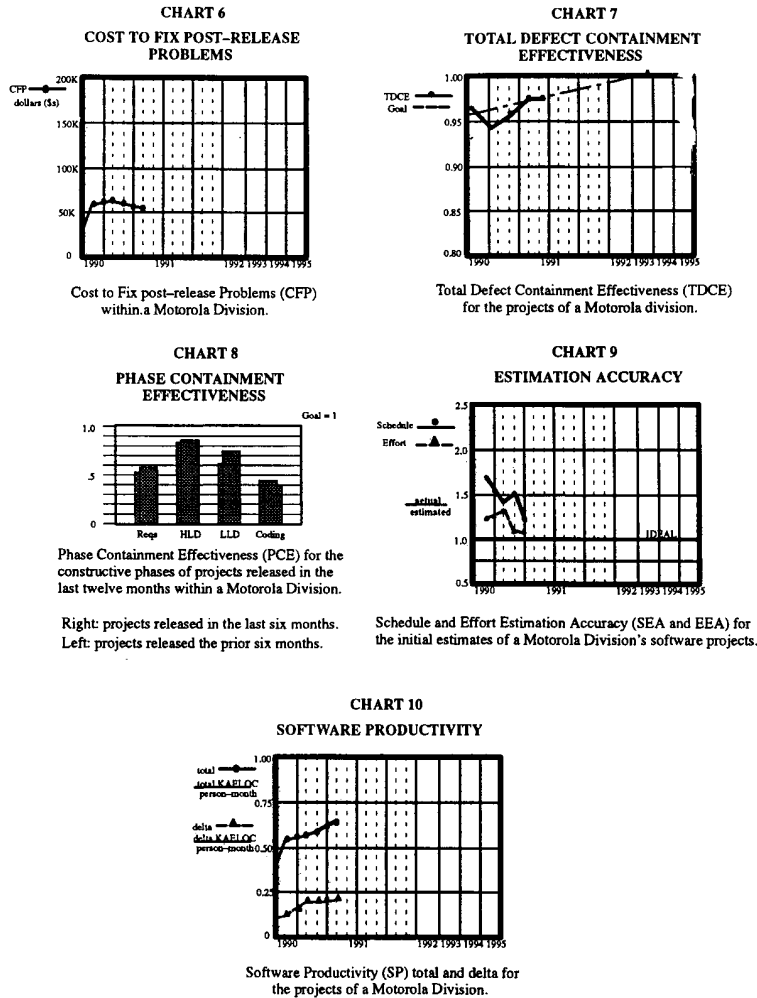 CHART 6
COST TO FIX POST–RELEASE
PROBLEMS
CFP
dollars ($s)
200K
150K
100K
50K
0
1990 1991 1992 1993 1994 1995
Cost to Fix post–release Problems (CFP)
within.a Motorola Division.
CHART 7
TOTAL DEFECT CONTAINMENT
EFFECTIVENESS
TDCE
Goal
1.00
0.95
0.90
0.85
0.80
1990 1991 1992 1993 1994 1995
Total Defect Containment Effectiveness (TDCE)
for the projects of a Motorola division.
CHART 8
PHASE CONTAINMENT
EFFECTIVENESS
Goal = 1
1.0
.5
0
Reqs HLD LLD Coding
Phase Containment Effectiveness (PCE) for the
constructive phases of projects released in the
last twelve months within a Motorola Division.
Right: projects released in the last six months.
Left: projects released the prior six months.
CHART 9
ESTIMATION ACCURACY
Schedule
Effort
actual
estimated
2.5
2.0
1.5
1.0
0.5
IDEAL
1990 1991 1992 1993 1994 1995
Schedule and Effort Estimation Accuracy (SEA and EEA) for
the initial estimates of a Motorola Division's software projects.
CHART 10
SOFTWARE PRODUCTIVITY
total
total KAELOC
person–month
delta
delta KAELOC
person–month
1.00
0.75
0.50
0.25
0
1990 1991 1992 1993 1994 1995
Software Productivity (SP) total and delta for
the projects of a Motorola Division.